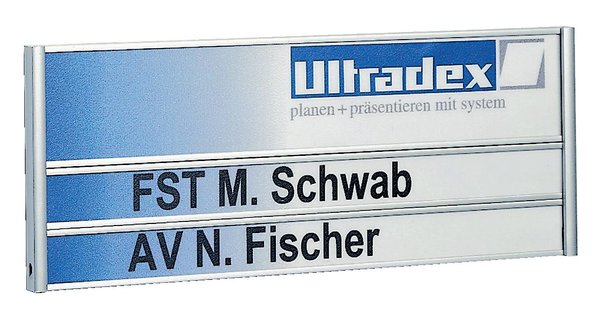 Ultradex
planen+präsentieren mit system
FST M. Schwab
AV N. Fischer